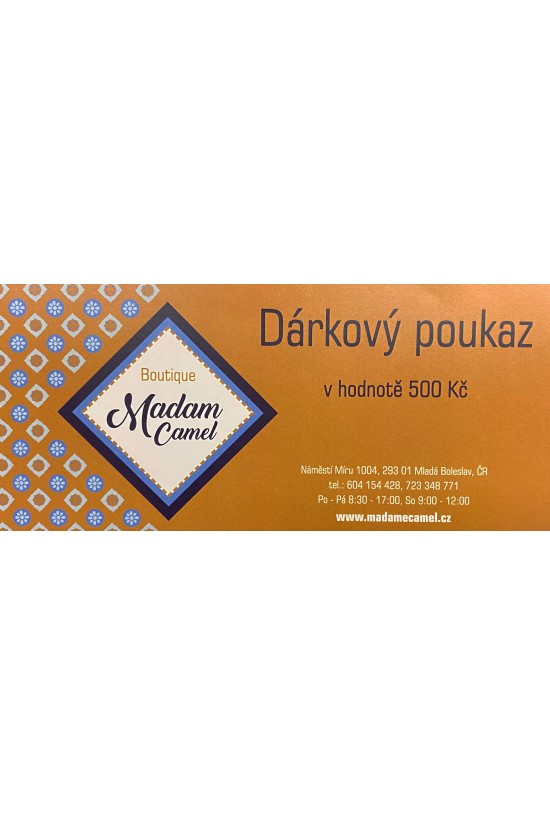 Boutique
Madam
Camel
Dárkový poukaz
v hodnotě 500 Kč
Náměstí Míru 1004, 293 01 Mladá Boleslav, ČR
tel.: 604 154 428, 723 348 771
Po - Pá 8:30 - 17:00, So 9:00 - 12:00
www.madamecamel.cz